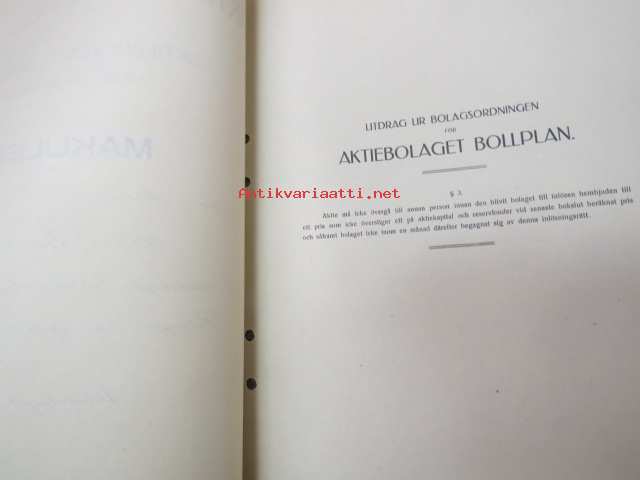 MAKULE
UTDRAG UR BOLAGSORDNINGEN
FÖR
AKTIEBOLAGET BOLLPLAN.
Antikvariaatti.net
§ 3.
Aktie må icke övergå till annan person innan den blivit bolaget till inlösen hembjuden till
ett pris som icke överstiger ett på aktiekapital och reservfonder vid senaste bokslut beräknat pris
och såframt bolaget icke inom en månad därefter begagnat sig av denna inlösningsrätt.